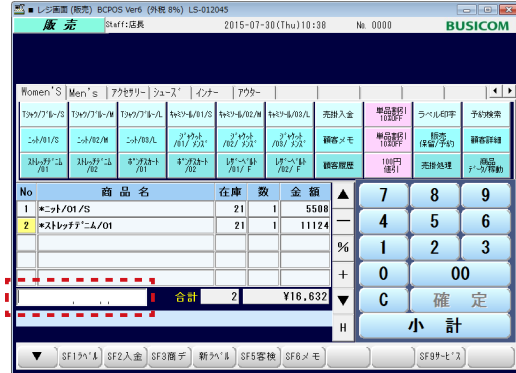 レジ画面 (販売) BCPOS Ver6 (外税 8%) LS-012045
販売 Staff:店長 2015-07-30(Thu)10:38 No. 0000 BUSICOM
Women'S Men's アクセサリー シューズ インナー アウター
Tシャツ/ブル-/S Tシャツ/ブル-/M Tシャツ/ブル-/L キャミソ-ル/01/S キャミソ-ル/02/M キャミソ-ル/03/L 売掛入金 単品割引 10%OFF ラベル印字 予約検索
ニット/01/S ニット/02/M ニット/03/L ジャケット/01/メンズ ジャケット/02/メンズ ジャケット/03/メンズ 顧客メモ 単品割引 10%OFF 販売(保留/予約) 顧客詳細
ストレッチデニム/01 ストレッチデニム/02 ポンチスカート/01 ポンチスカート/02 レザーベルト/01/F レザーベルト/02/F 顧客履歴 100円値引 売掛処理 商品データ/移動
No 商品名 在庫 数 金額 ▲ 7 8 9
1 *ニット/01/S 21 1 5508
2 *ストレッチデニム/01 21 1 11124 ― 4 5 6
% 1 2 3
+ 0 00
合計 2 ¥16,632 ▼ C 確定
H 小計
▼ SF1ラベル SF2入金 SF3商デ 新ラベル SF5客検 SF6メモ SF9サービス